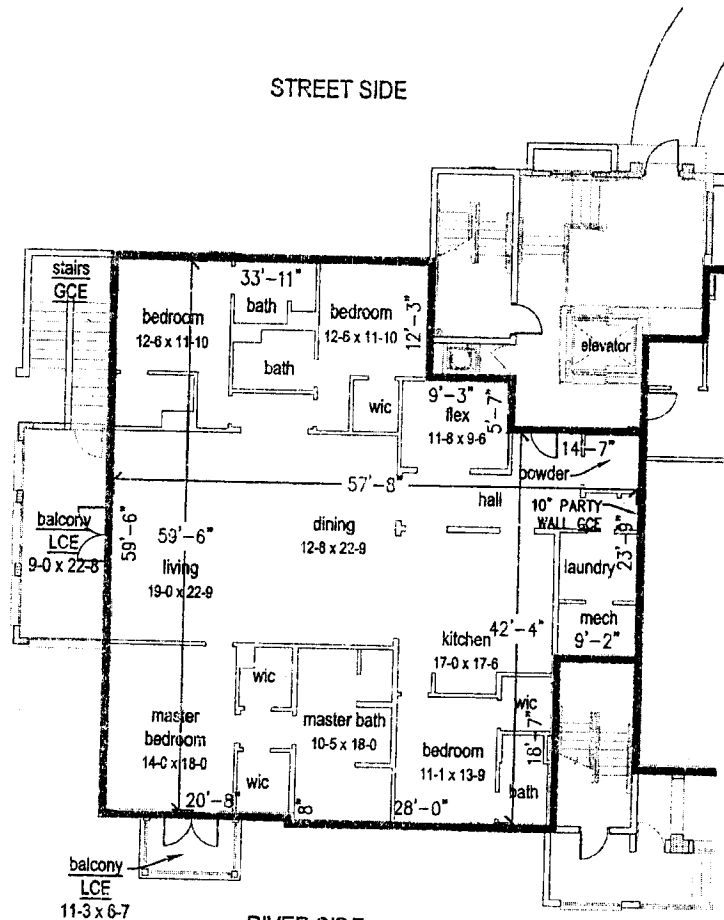 STREET SIDE
stairs
GCE
33'-11"
bath
bedroom
12-6 x 11-10
bedroom
12-6 x 11-10
12'-3"
bath
elevator
wic
9'-3"
flex
11-8 x 9-6
5'-7"
14'-7"
powder
57'-8"
hall
10" PARTY
WALL GCE
balcony
LCE
9-0 x 22-8
59'-6"
59'-6"
living
19-0 x 22-9
dining
12-8 x 22-9
23'-9"
laundry
mech
9'-2"
42'-4"
kitchen
17-0 x 17-6
wic
wic
master
bedroom
14-0 x 18-0
master bath
10-5 x 18-0
18'-7"
bedroom
11-1 x 13-9
wic
bath
20'-8"
8"
28'-0"
balcony
LCE
11-3 x 6-7
RIVER SIDE